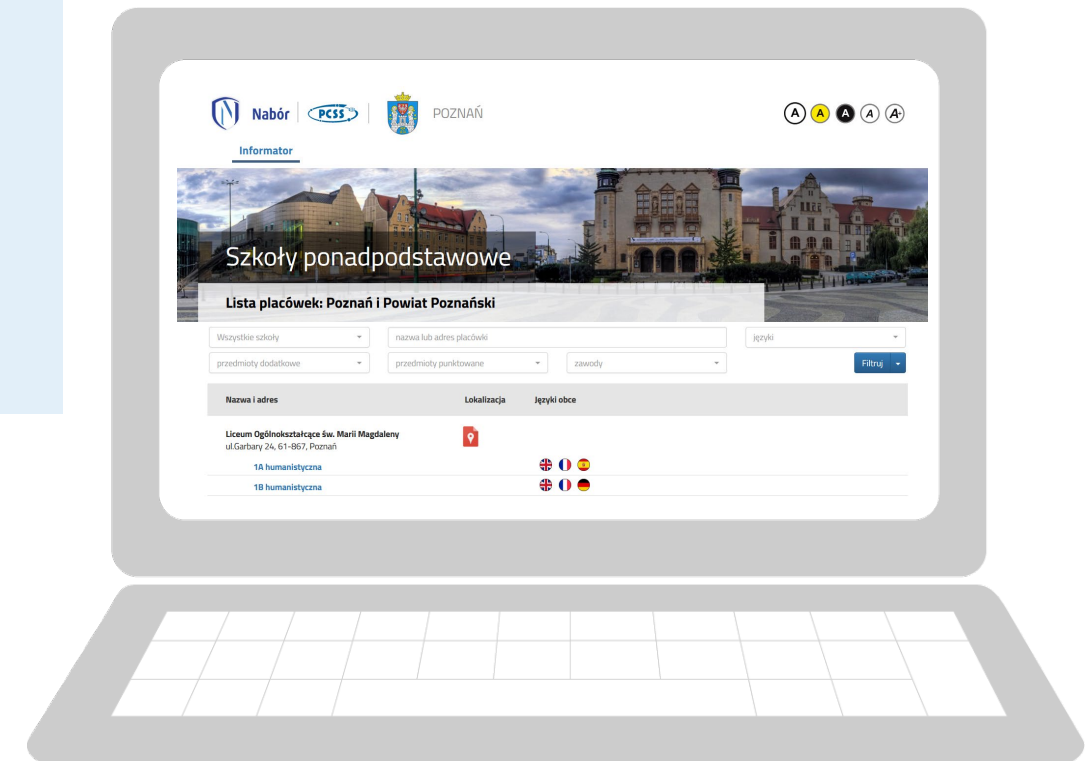 Nabór PCSS POZNAŃ A A A A A+
Informator
Szkoły ponadpodstawowe
Lista placówek: Poznań i Powiat Poznański
Wszystkie szkoły nazwa lub adres placówki języki
przedmioty dodatkowe przedmioty punktowane zawody Filtruj
Nazwa i adres Lokalizacja Języki obce
Liceum Ogólnokształcące św. Marii Magdaleny
ul.Garbary 24, 61-867, Poznań
1A humanistyczna
1B humanistyczna